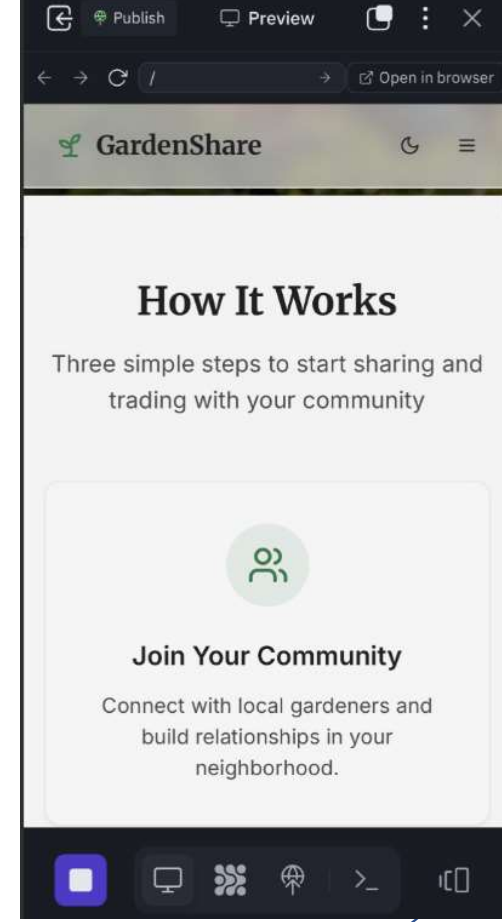 Publish
Preview
/
Open in browser
GardenShare
How It Works
Three simple steps to start sharing and
trading with your community
Join Your Community
Connect with local gardeners and
build relationships in your
neighborhood.